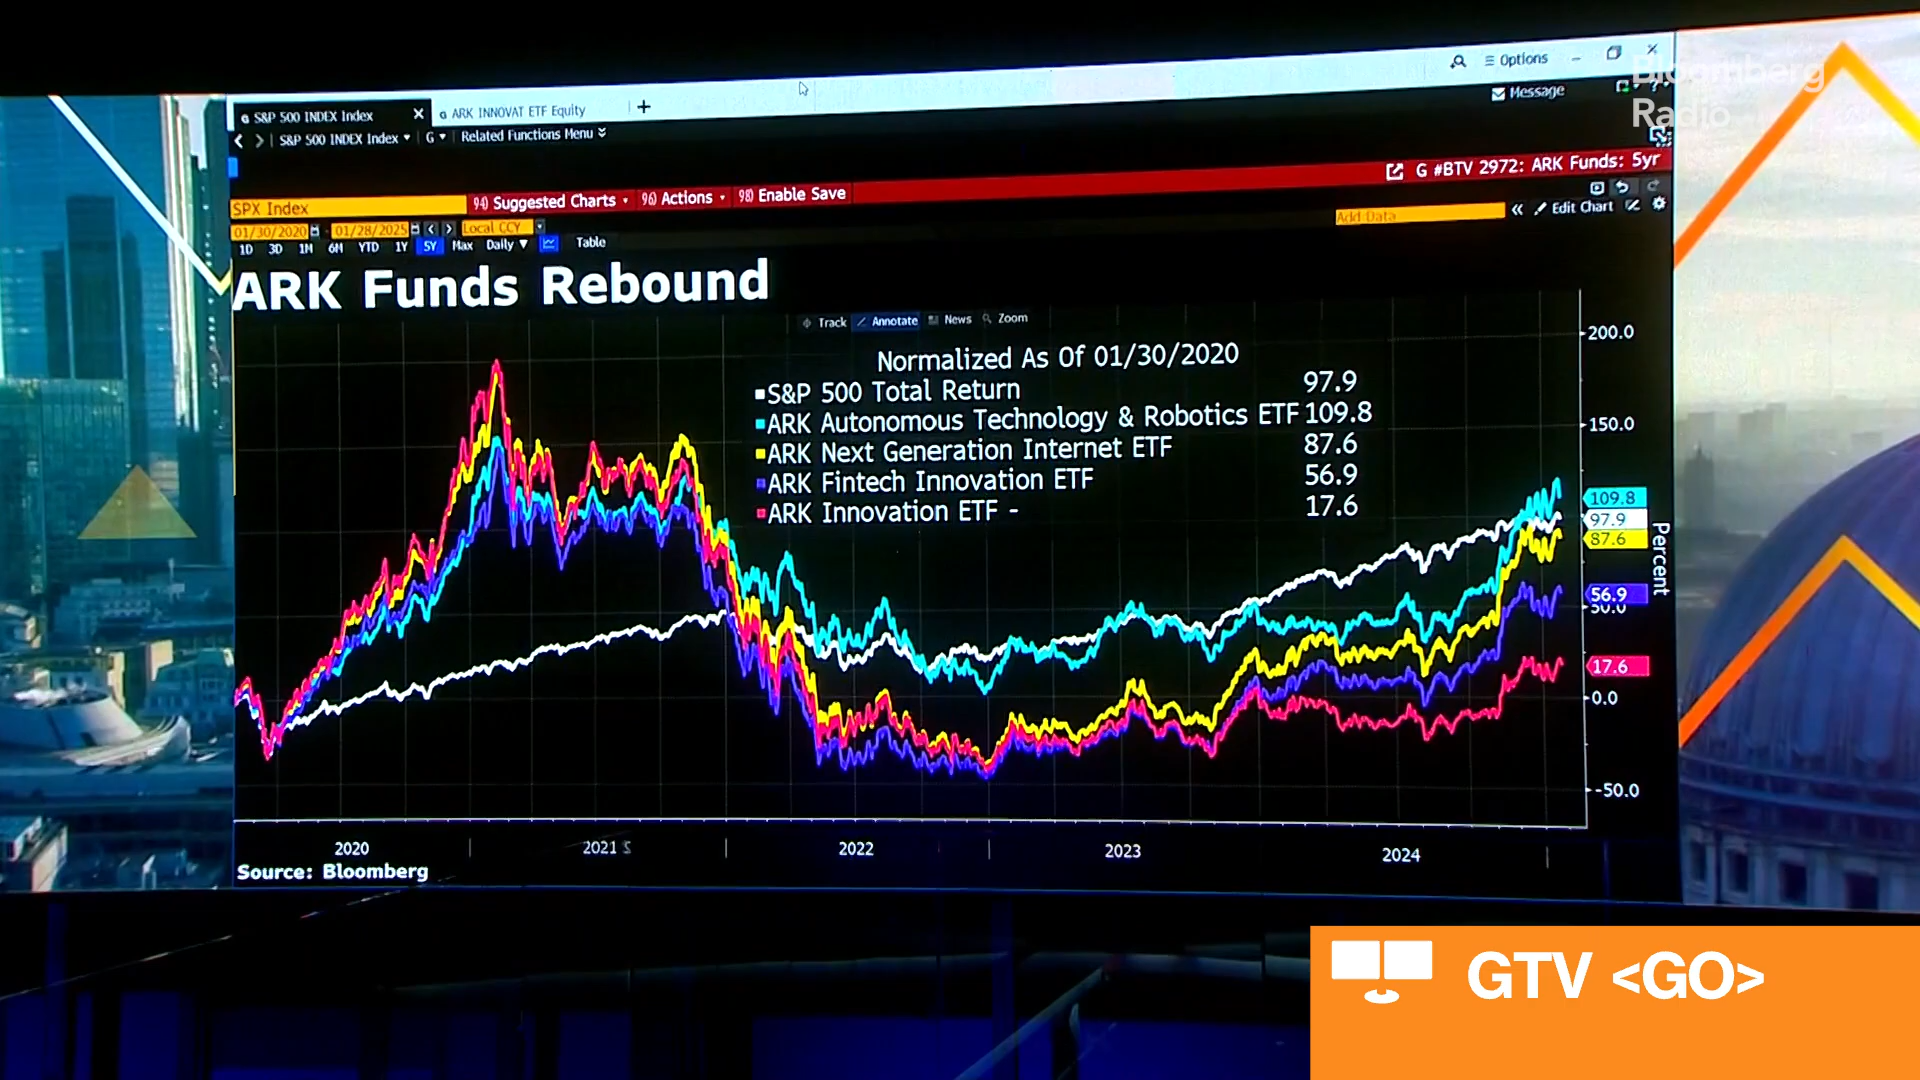 Bloomberg
Radio
Options
Message
G S&P 500 INDEX Index
G ARK INNOVAT ETF Equity
S&P 500 INDEX Index
G
Related Functions Menu
G #BTV 2972: ARK Funds: 5yr
SPX Index
94) Suggested Charts
96) Actions
98) Enable Save
Add Data
Edit Chart
01/30/2020 - 01/28/2025
Local CCY
1D 3D 1M 6M YTD 1Y 5Y Max Daily
Table
ARK Funds Rebound
Track
Annotate
News
Zoom
Normalized As Of 01/30/2020
S&P 500 Total Return 97.9
ARK Autonomous Technology & Robotics ETF 109.8
ARK Next Generation Internet ETF 87.6
ARK Fintech Innovation ETF 56.9
ARK Innovation ETF - 17.6
200.0
150.0
109.8
97.9
87.6
56.9
50.0
17.6
0.0
-50.0
Percent
2020 2021 2022 2023 2024
Source: Bloomberg
GTV <GO>